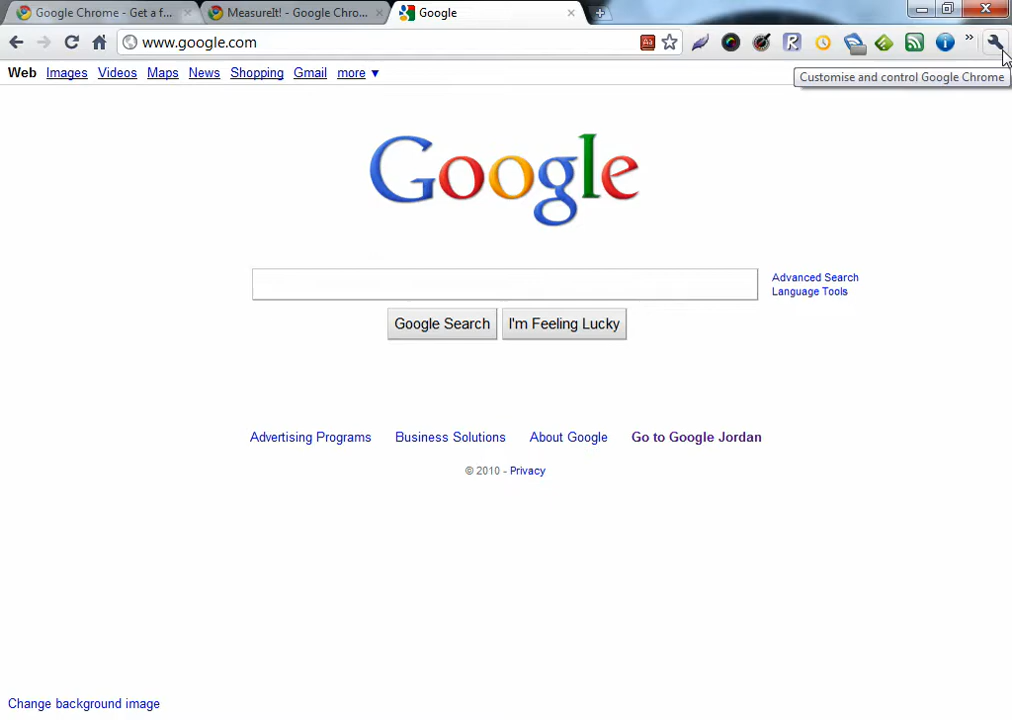 Google Chrome - Get a f... MeasureIt! - Google Chro... Google
www.google.com
Web Images Videos Maps News Shopping Gmail more ▼
Customise and control Google Chrome
Google
Advanced Search
Language Tools
Google Search I'm Feeling Lucky
Advertising Programs Business Solutions About Google Go to Google Jordan
© 2010 - Privacy
Change background image